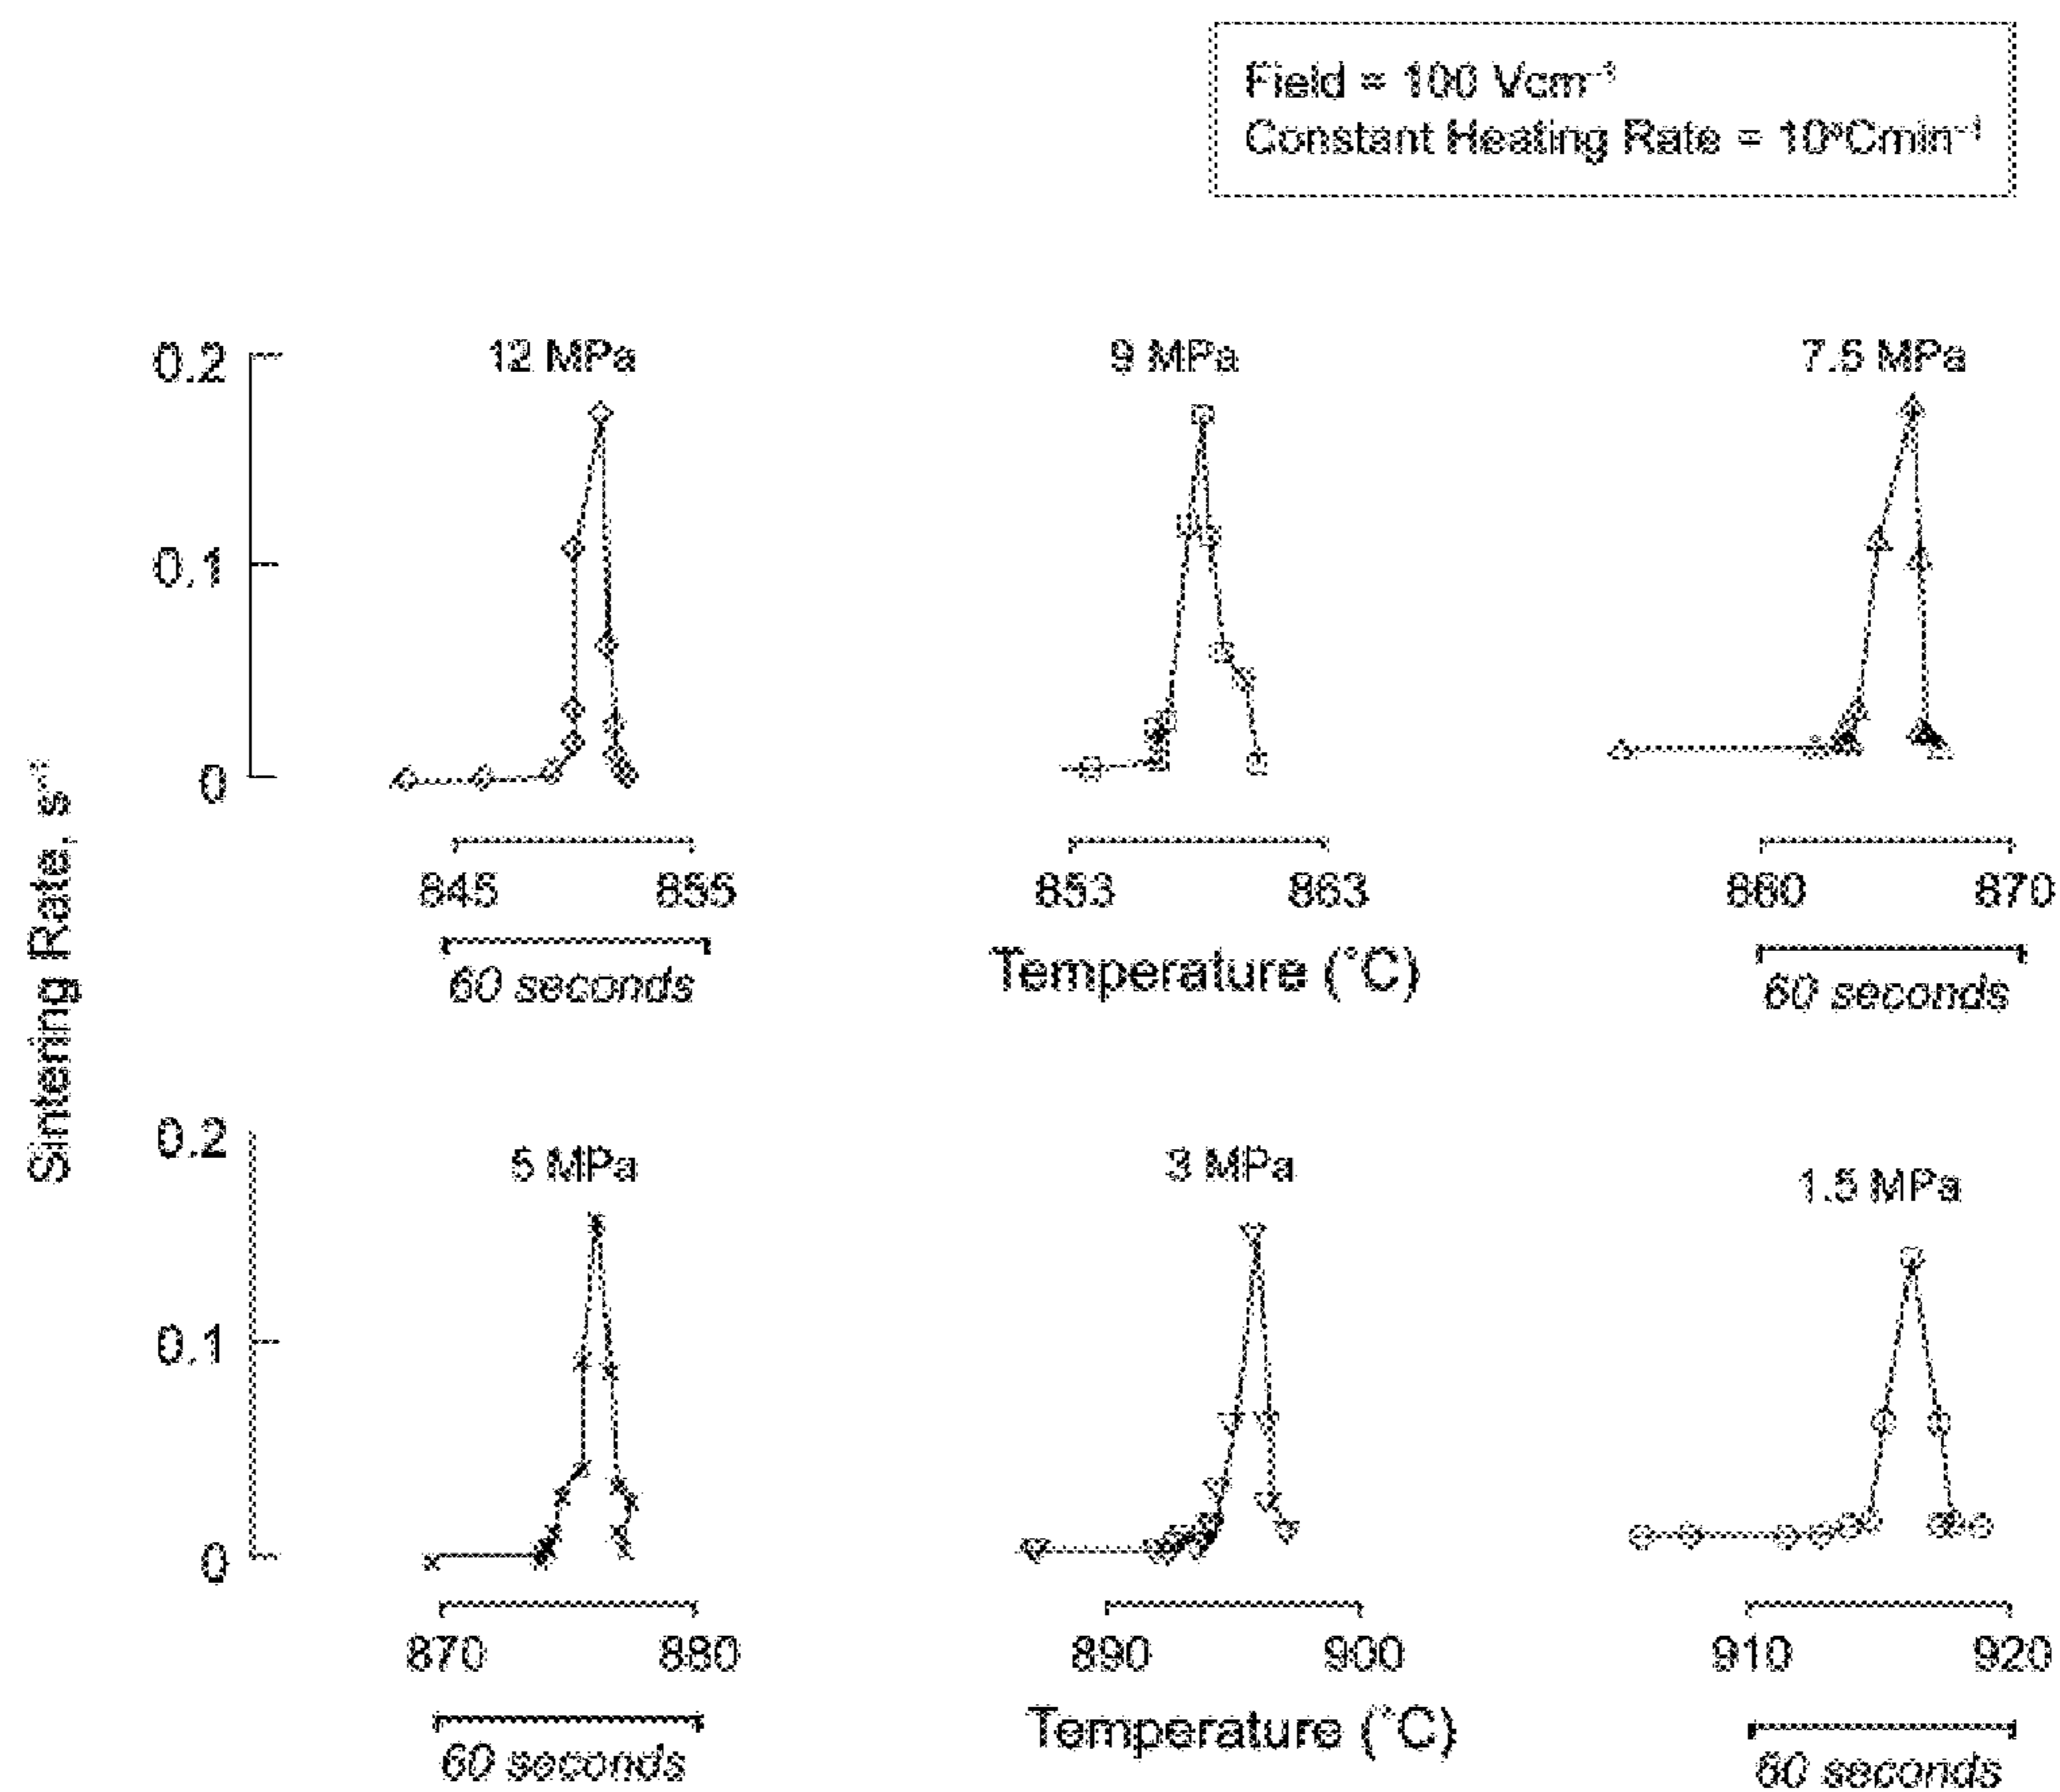 Field = 100 Vcm⁻¹
Constant Heating Rate = 10°Cmin⁻¹
12 MPa
9 MPa
7.5 MPa
0.2
0.1
0
845
855
853
863
860
870
60 seconds
Temperature (°C)
60 seconds
Sintering Rate, s⁻¹
5 MPa
3 MPa
1.5 MPa
0.2
0.1
0
870
880
890
900
910
920
60 seconds
Temperature (°C)
60 seconds